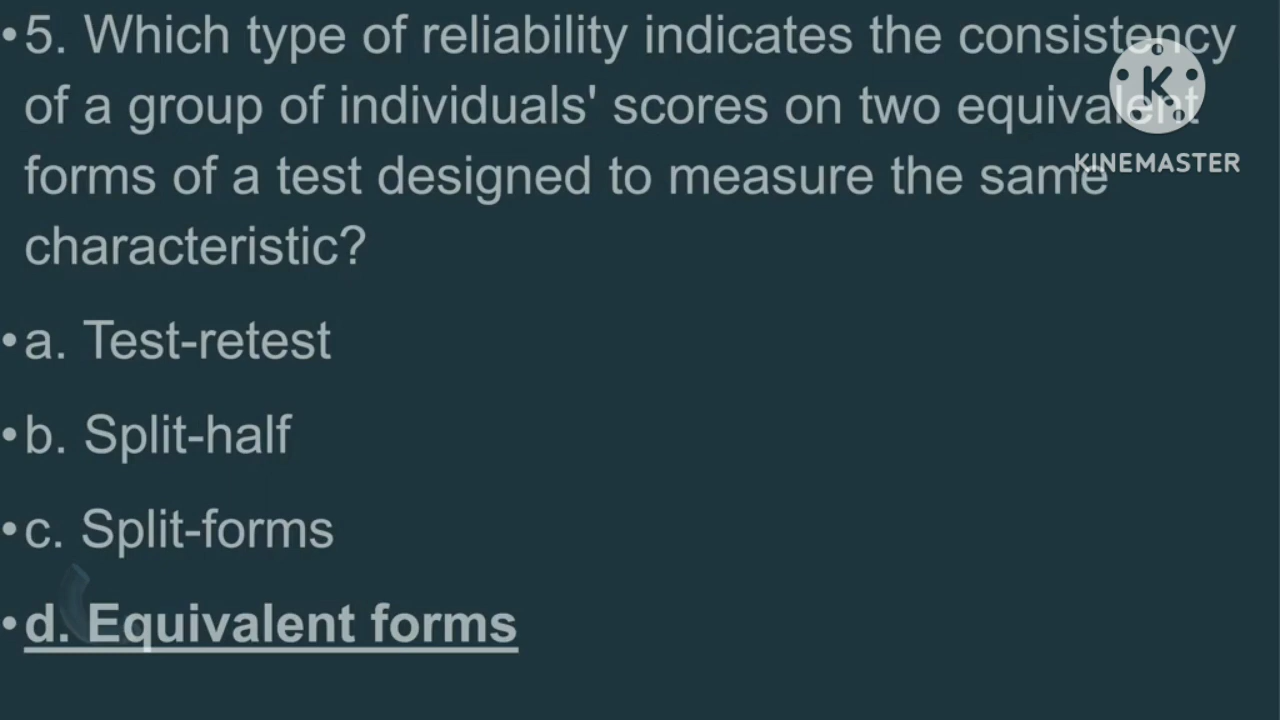 •5. Which type of reliability indicates the consistency
of a group of individuals' scores on two equivalent
forms of a test designed to measure the same
characteristic?
•a. Test-retest
•b. Split-half
•c. Split-forms
•d. Equivalent forms
K
KINEMASTER